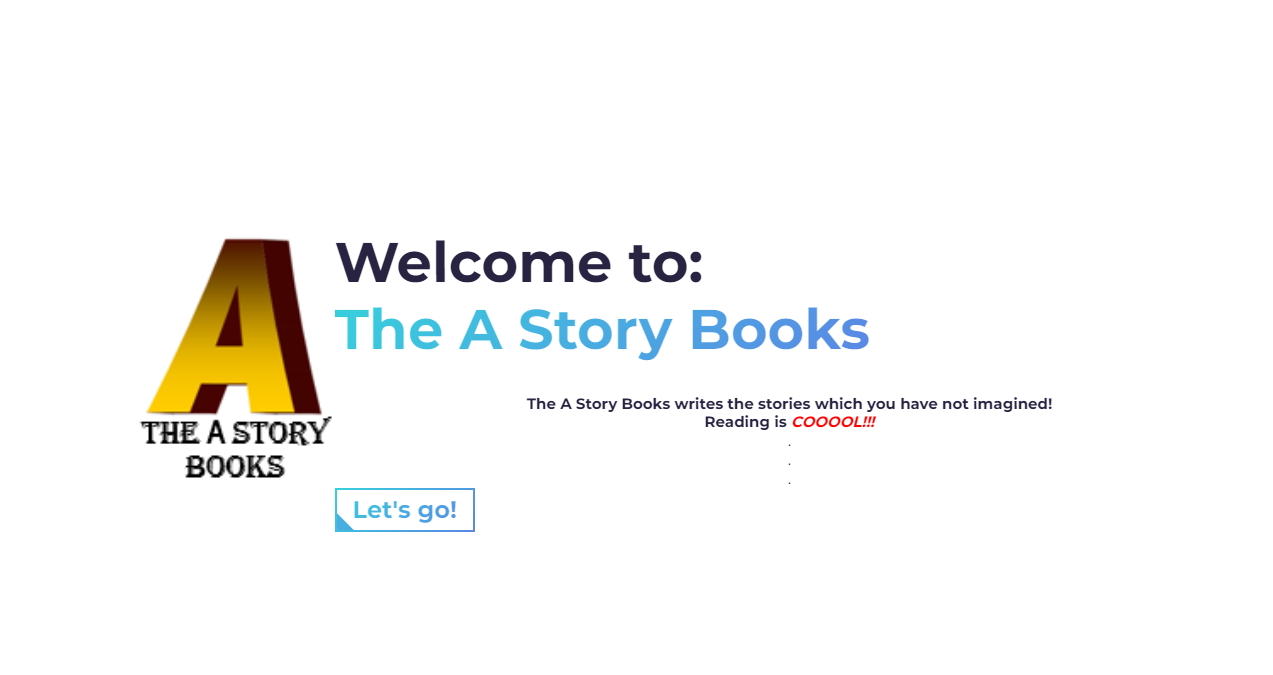 A
THE A STORY
BOOKS
Welcome to:
The A Story Books
The A Story Books writes the stories which you have not imagined!
Reading is COOOOL!!!
.
.
.
Let's go!